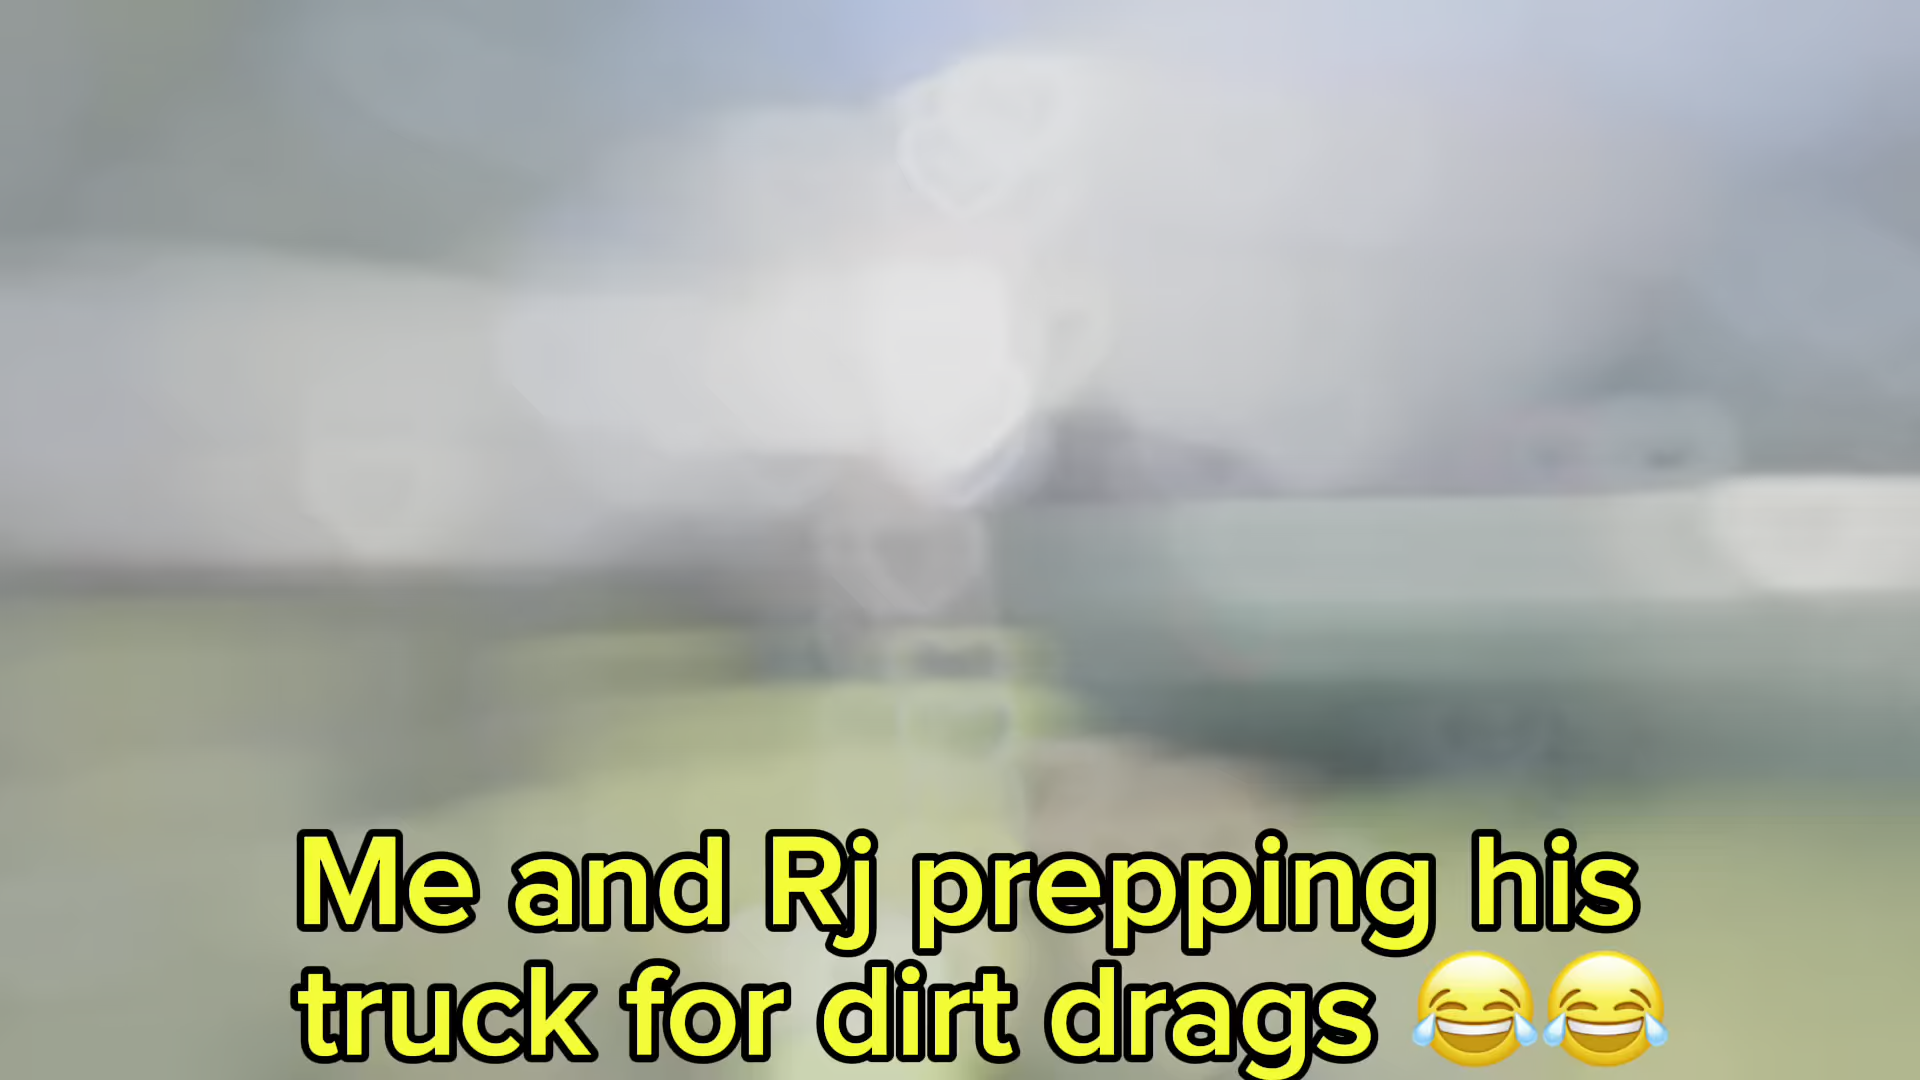 Me and Rj prepping his
truck for dirt drags 😂😂